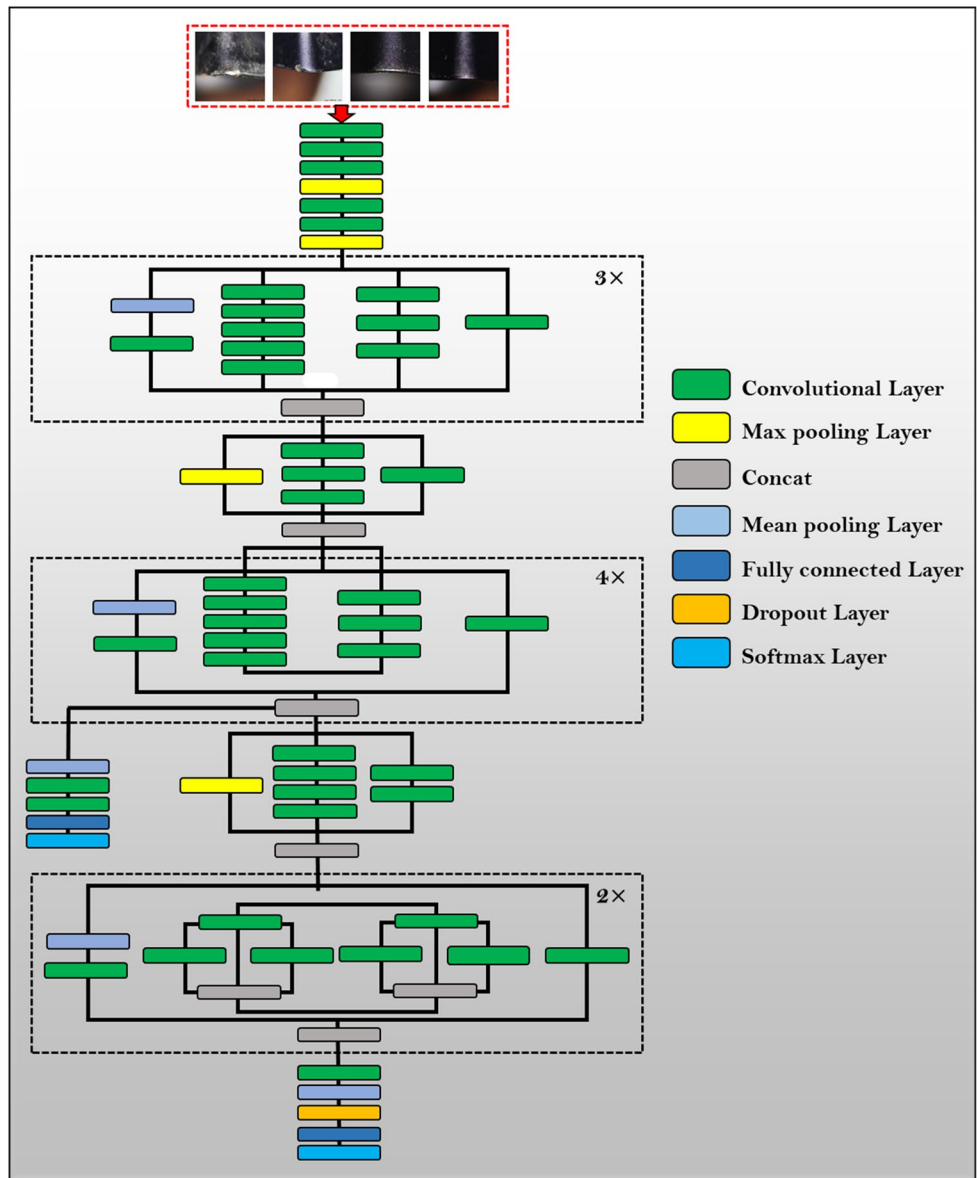 3×
Convolutional Layer
Max pooling Layer
Concat
Mean pooling Layer
4×
Fully connected Layer
Dropout Layer
Softmax Layer
2×